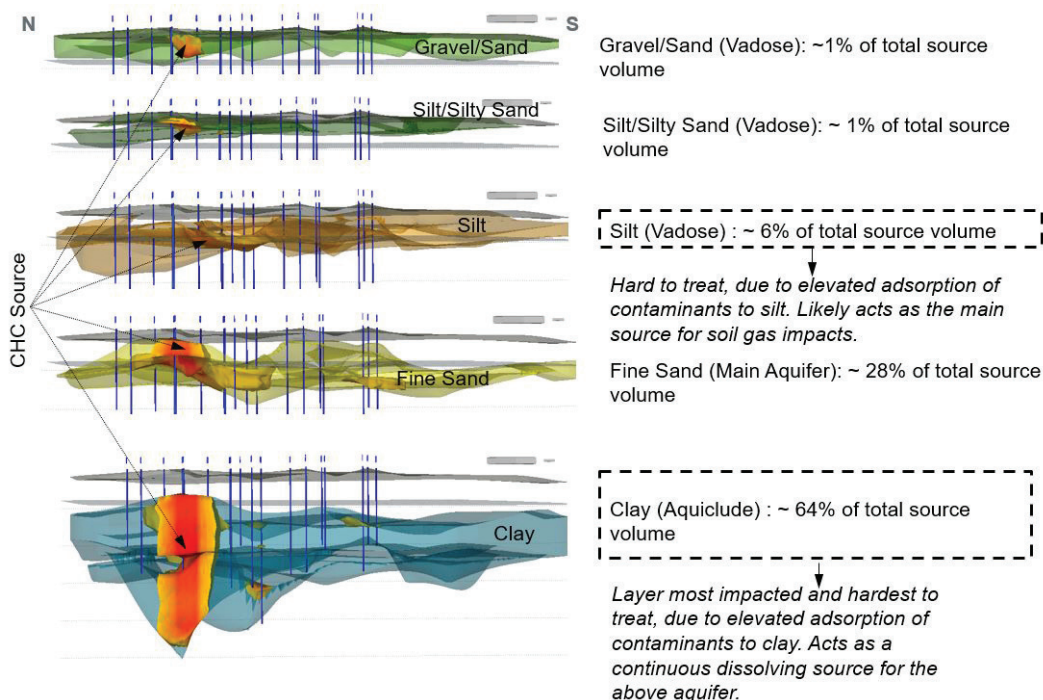 N
S
Gravel/Sand
Gravel/Sand (Vadose): ~1% of total source
volume
Silt/Silty Sand
Silt/Silty Sand (Vadose): ~ 1% of total source
volume
Silt
Silt (Vadose) : ~ 6% of total source volume
Hard to treat, due to elevated adsorption of
contaminants to silt. Likely acts as the main
source for soil gas impacts.
CHC Source
Fine Sand
Fine Sand (Main Aquifer): ~ 28% of total source
volume
Clay
Clay (Aquiclude) : ~ 64% of total source
volume
Layer most impacted and hardest to
treat, due to elevated adsorption of
contaminants to clay. Acts as a
continuous dissolving source for the
above aquifer.